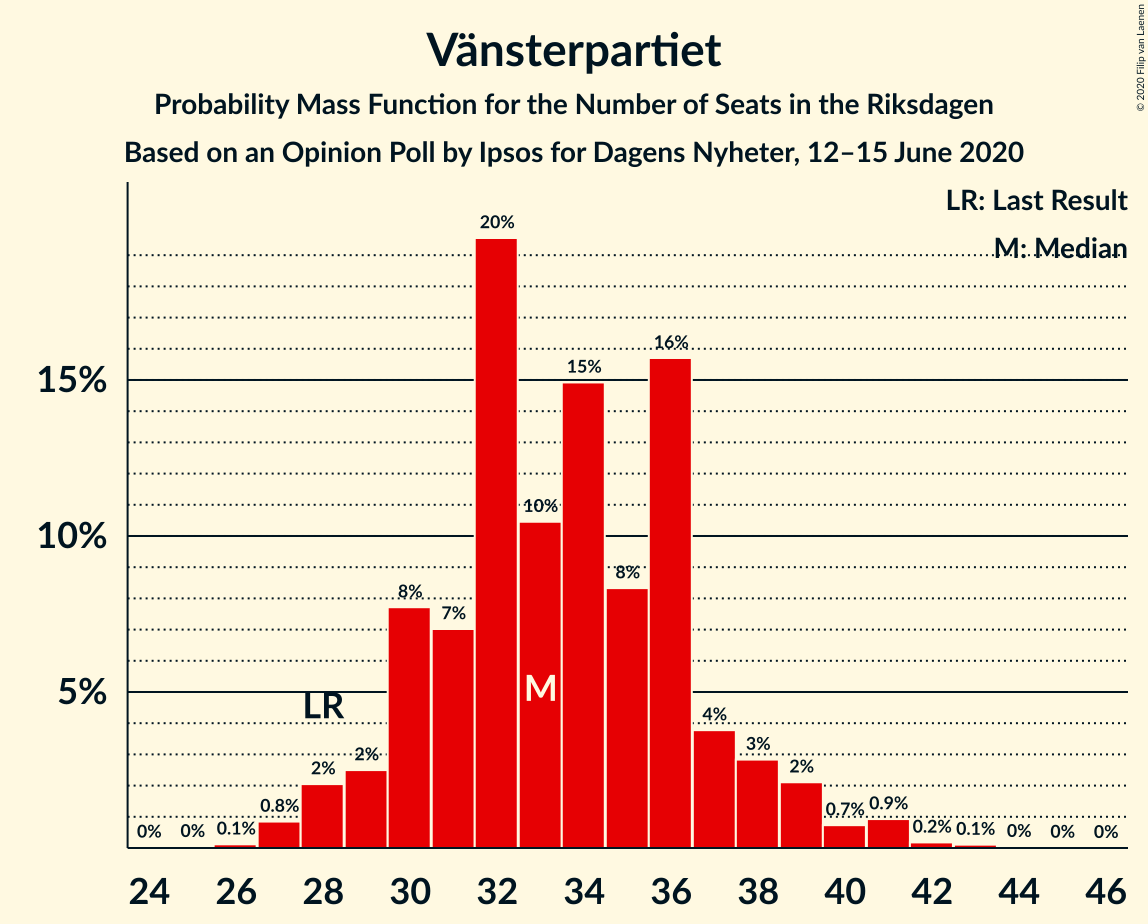 Vänsterpartiet
Probability Mass Function for the Number of Seats in the Riksdagen
Based on an Opinion Poll by Ipsos for Dagens Nyheter, 12–15 June 2020
© 2020 Filip van Laenen
LR: Last Result
M: Median
20%
16%
15%
15%
10%
10%
8%
8%
7%
5%
LR
M
4%
3%
2%
2%
2%
0.8%
0.7%
0.9%
0%
0%
0.1%
0.2%
0.1%
0%
0%
0%
24 26 28 30 32 34 36 38 40 42 44 46